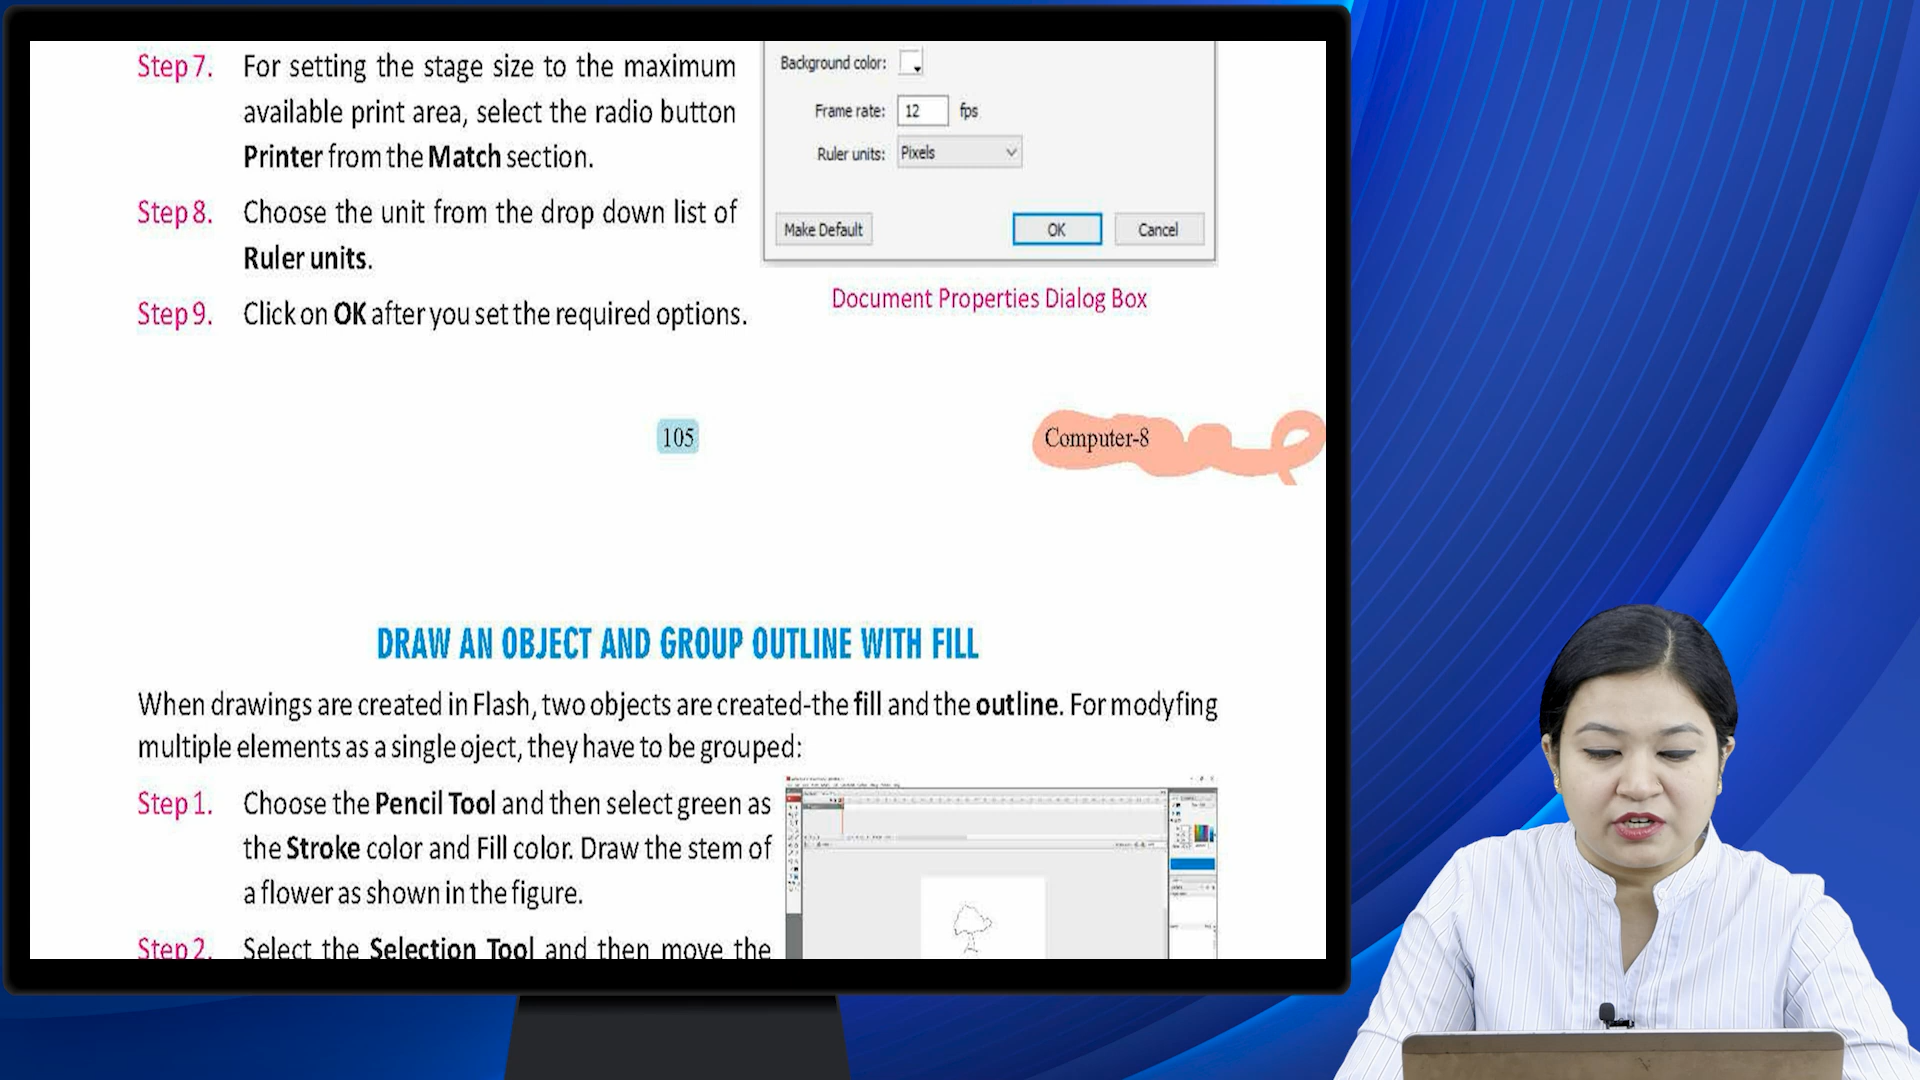 Step 7. For setting the stage size to the maximum
available print area, select the radio button
Printer from the Match section.
Step 8. Choose the unit from the drop down list of
Ruler units.
Step 9. Click on OK after you set the required options.
Background color:
Frame rate: 12 fps
Ruler units: Pixels
Make Default OK Cancel
Document Properties Dialog Box
105
Computer-8
DRAW AN OBJECT AND GROUP OUTLINE WITH FILL
When drawings are created in Flash, two objects are created-the fill and the outline. For modyfing
multiple elements as a single oject, they have to be grouped:
Step 1. Choose the Pencil Tool and then select green as
the Stroke color and Fill color. Draw the stem of
a flower as shown in the figure.
Step 2. Select the Selection Tool and then move the